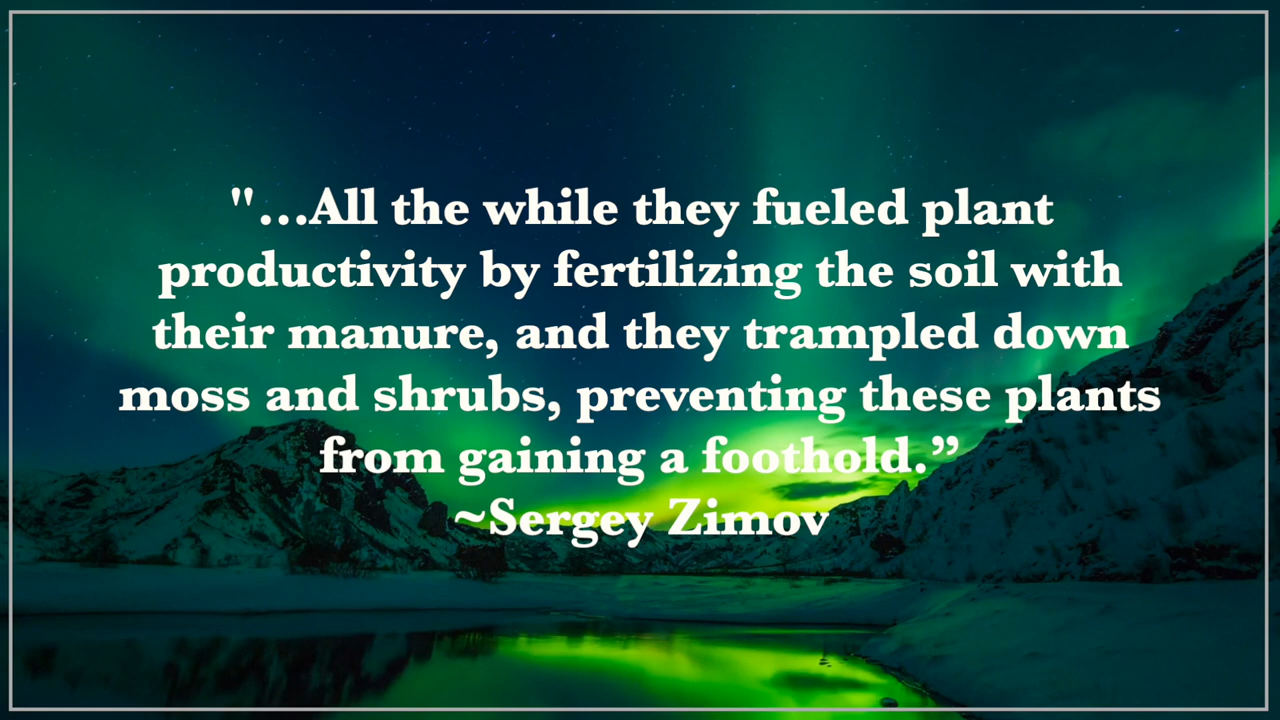 "...All the while they fueled plant
productivity by fertilizing the soil with
their manure, and they trampled down
moss and shrubs, preventing these plants
from gaining a foothold.”
~Sergey Zimov